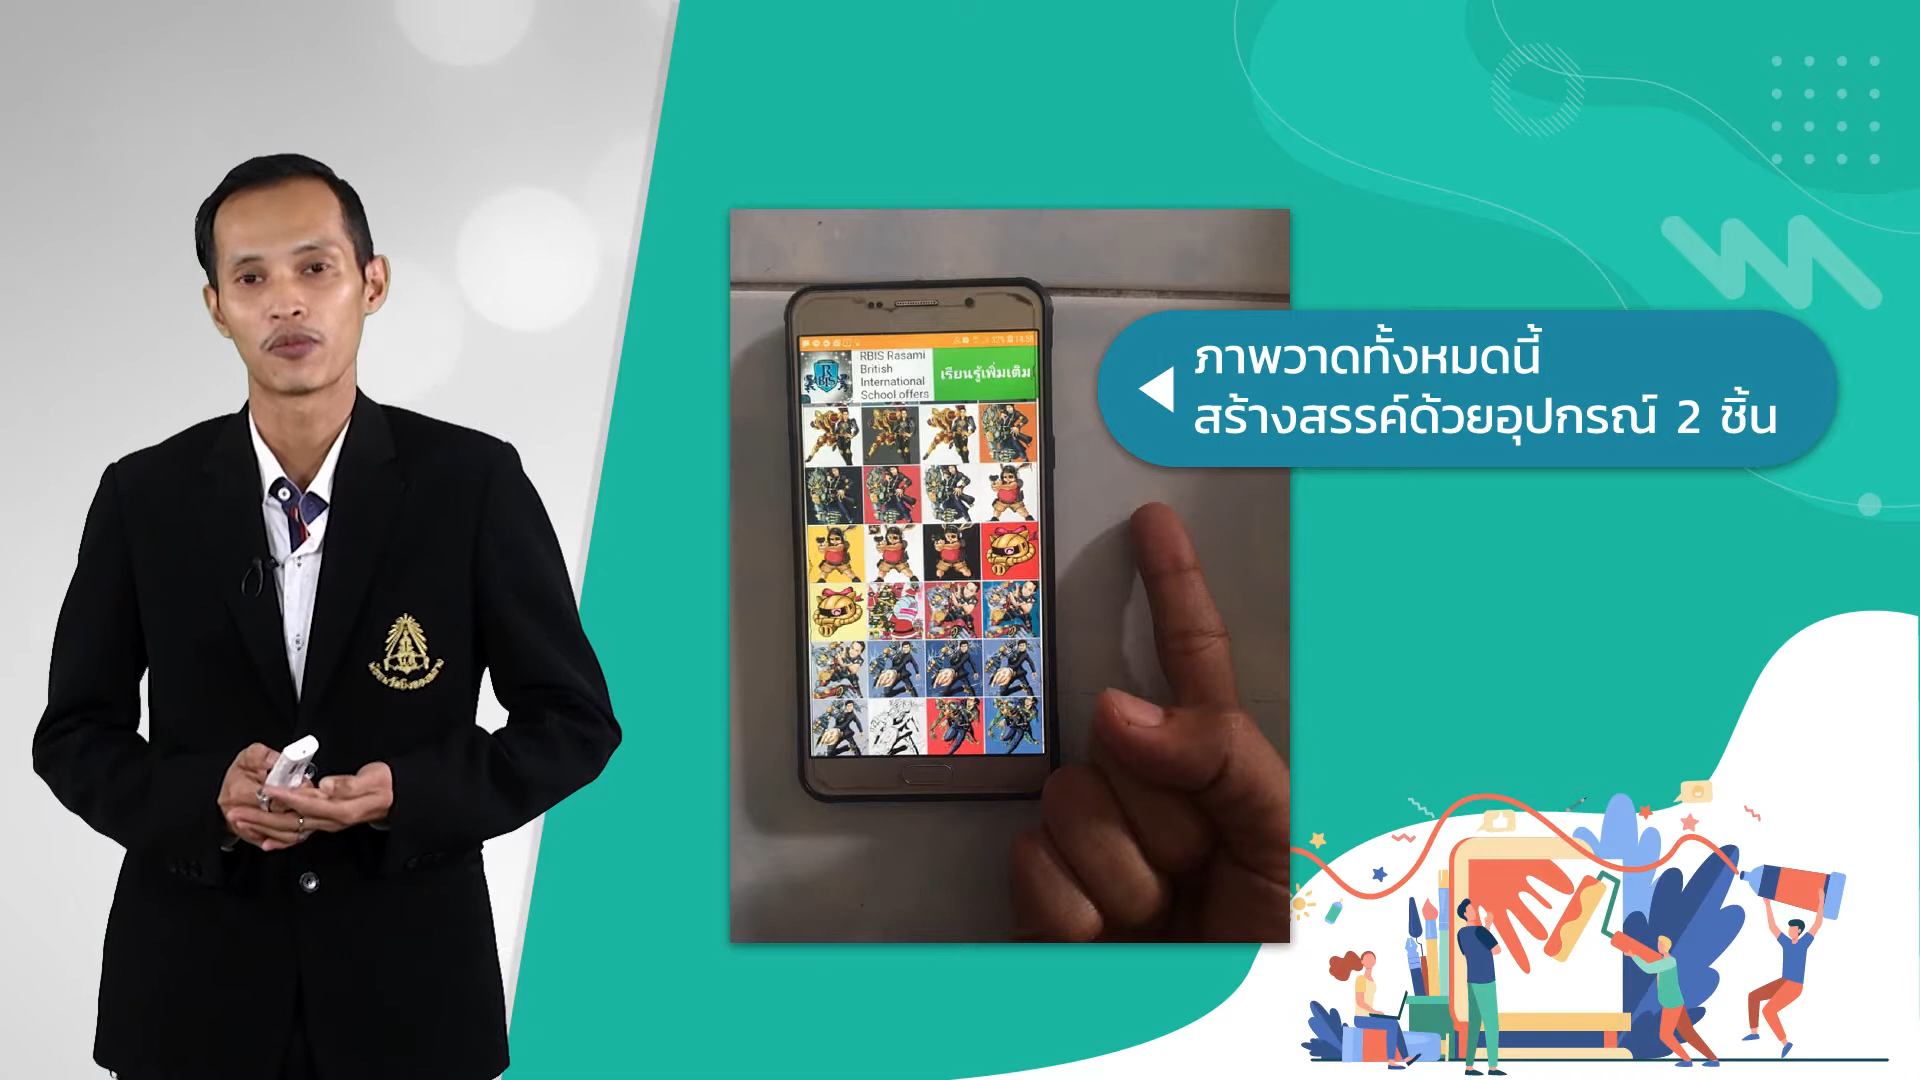 RBIS Rasami
British
International
School offers
เรียนรู้เพิ่มเติม
ภาพวาดทั้งหมดนี้
สร้างสรรค์ด้วยอุปกรณ์ 2 ชิ้น